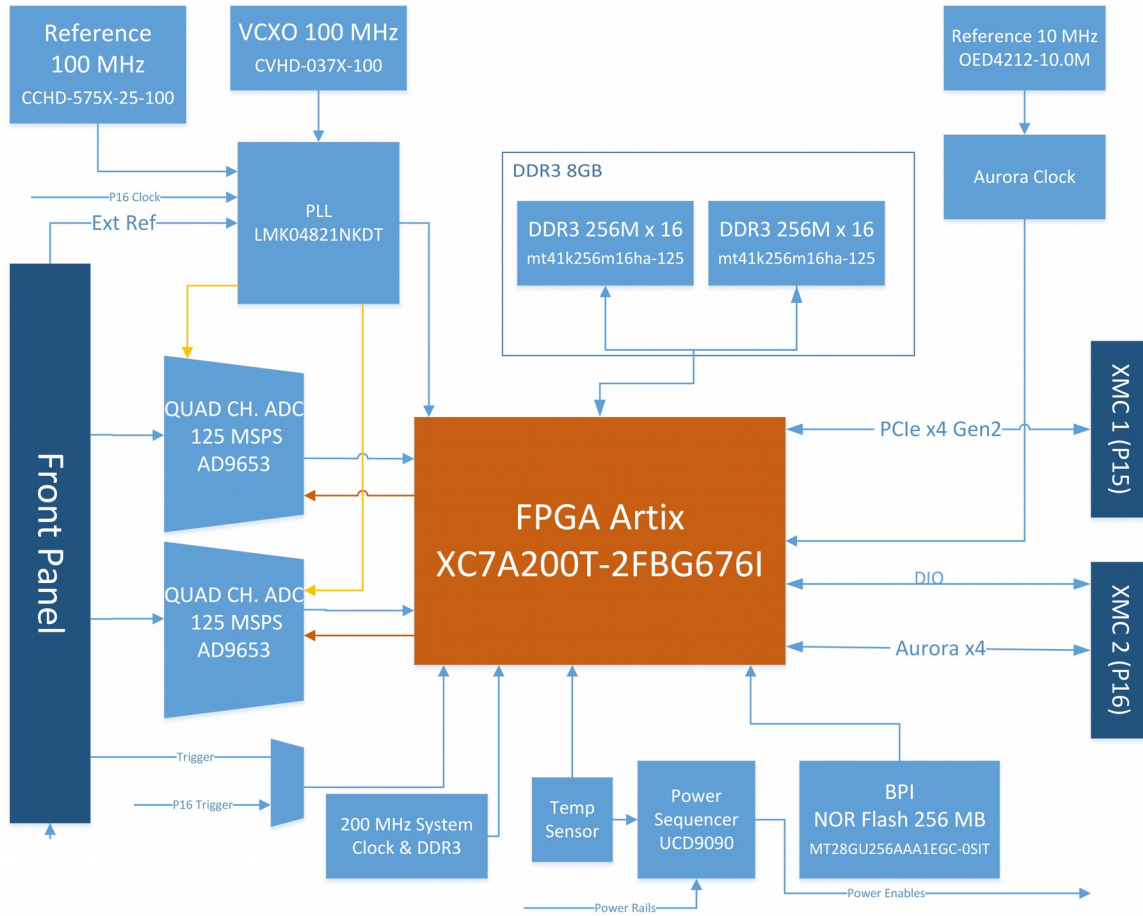 Reference
100 MHz
CCHD-575X-25-100
VCXO 100 MHz
CVHD-037X-100
Reference 10 MHz
OED4212-10.0M
P16 Clock
Ext Ref
PLL
LMK04821NKDT
DDR3 8GB
DDR3 256M x 16
mt41k256m16ha-125
DDR3 256M x 16
mt41k256m16ha-125
Aurora Clock
Front Panel
QUAD CH. ADC
125 MSPS
AD9653
QUAD CH. ADC
125 MSPS
AD9653
FPGA Artix
XC7A200T-2FBG676I
PCIe x4 Gen2
XMC 1 (P15)
DIO
Aurora x4
XMC 2 (P16)
Trigger
P16 Trigger
200 MHz System
Clock & DDR3
Temp
Sensor
Power
Sequencer
UCD9090
BPI
NOR Flash 256 MB
MT28GU256AAA1EGC-0SIT
Power Rails
Power Enables